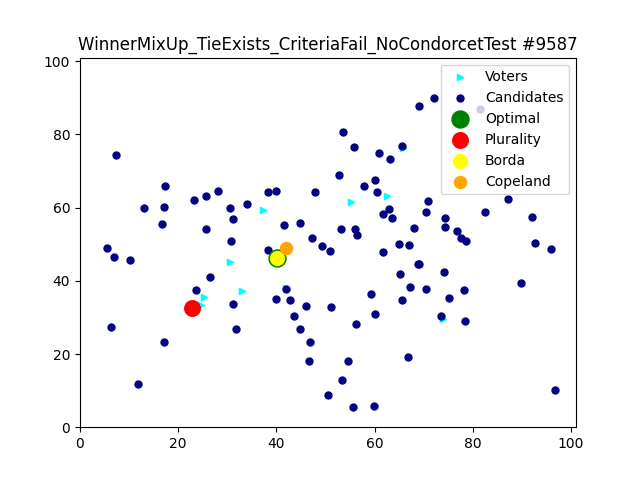 WinnerMixUp_TieExists_CriteriaFail_NoCondorcetTest #9587
100
80
60
40
20
0
0 20 40 60 80 100
Voters
Candidates
Optimal
Plurality
Borda
Copeland